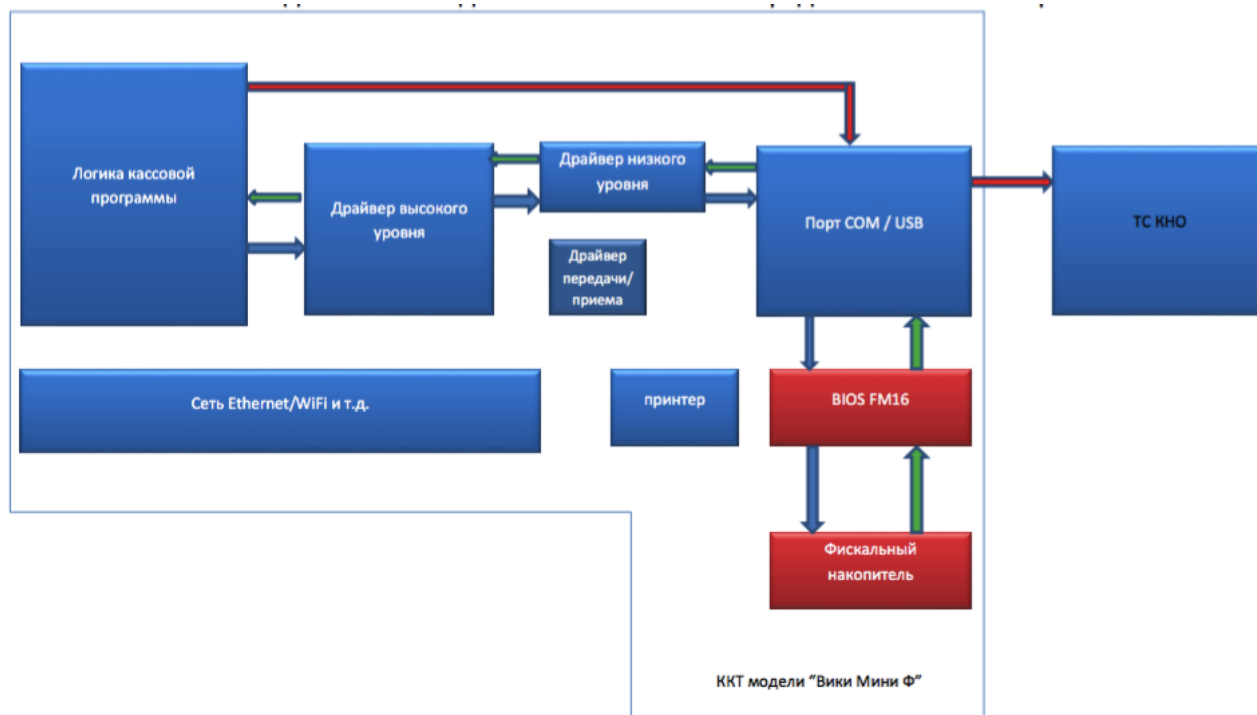 Логика кассовой
программы
Драйвер высокого
уровня
Драйвер низкого
уровня
Драйвер
передачи/
приема
Порт COM / USB
ТС КНО
Сеть Ethernet/WiFi и т.д.
принтер
BIOS FM16
Фискальный
накопитель
ККТ модели "Вики Мини Ф"